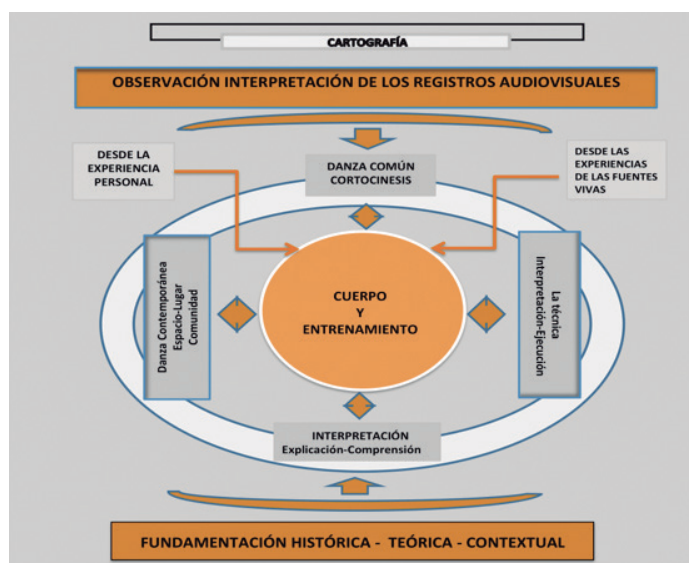 CARTOGRAFÍA
OBSERVACIÓN INTERPRETACIÓN DE LOS REGISTROS AUDIOVISUALES
DESDE LA
EXPERIENCIA
PERSONAL
DANZA COMÚN
CORTOCINESIS
DESDE LAS
EXPERIENCIAS
DE LAS FUENTES
VIVAS
Danza Contemporánea
Espacio-Lugar
Comunidad
CUERPO
Y
ENTRENAMIENTO
La técnica
Interpretación-Ejecución
INTERPRETACIÓN
Explicación-Comprensión
FUNDAMENTACIÓN HISTÓRICA - TEÓRICA - CONTEXTUAL